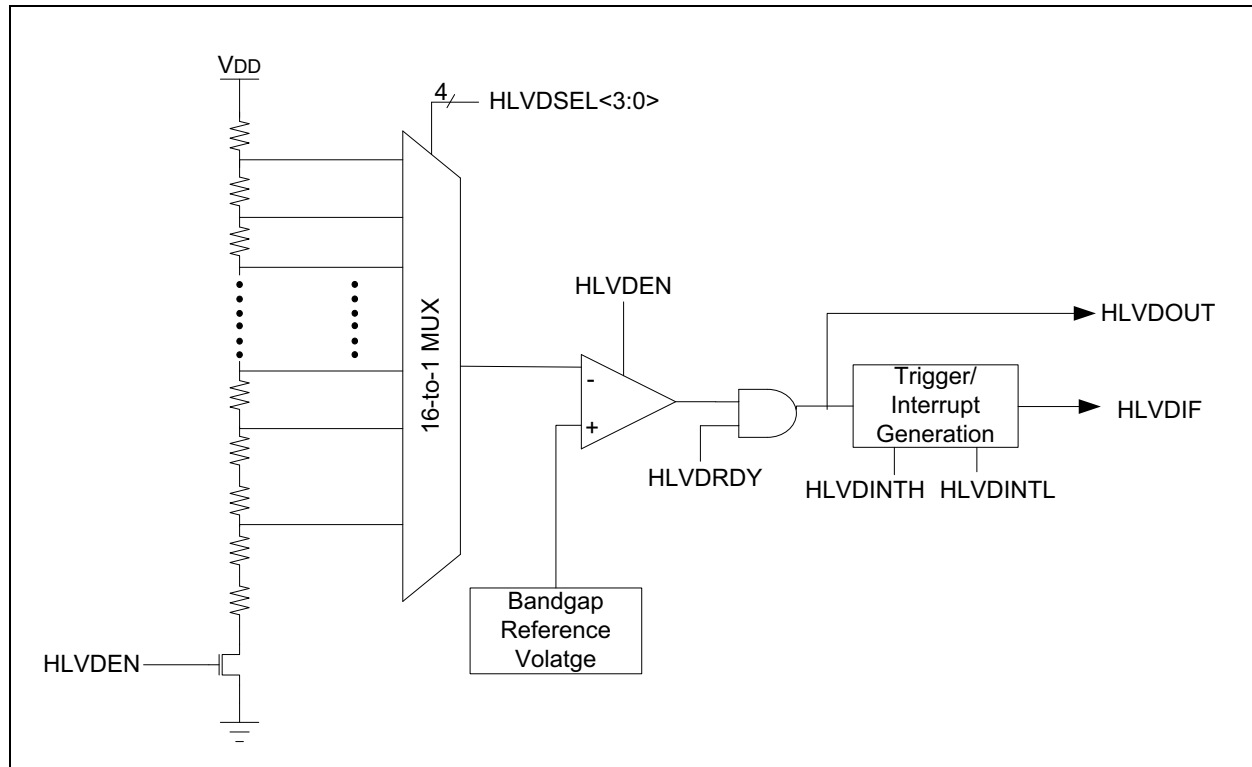 VDD
4
HLVDSEL<3:0>
16-to-1 MUX
HLVDEN
-
+
HLVDRDY
HLVDOUT
Trigger/
Interrupt
Generation
HLVDIF
HLVDINTH
HLVDINTL
Bandgap
Reference
Volatge
HLVDEN